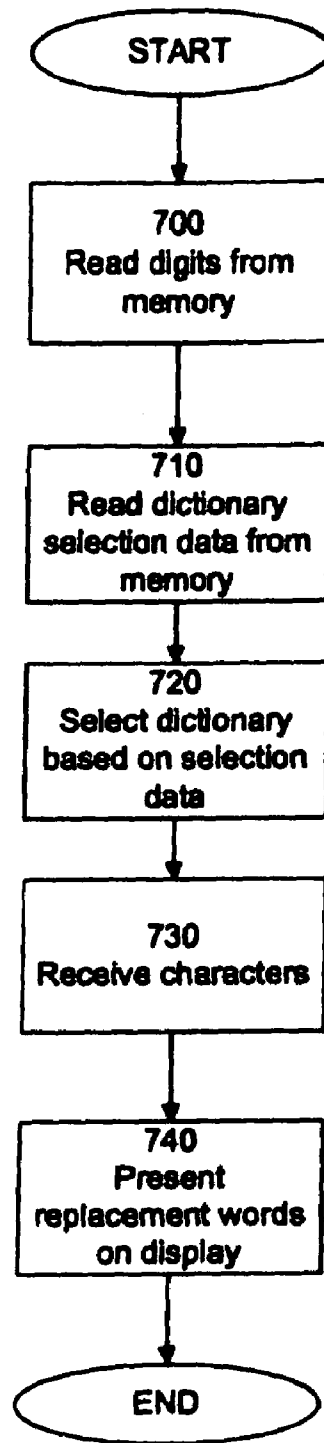 START
700
Read digits from
memory
710
Read dictionary
selection data from
memory
720
Select dictionary
based on selection
data
730
Receive characters
740
Present
replacement words
on display
END